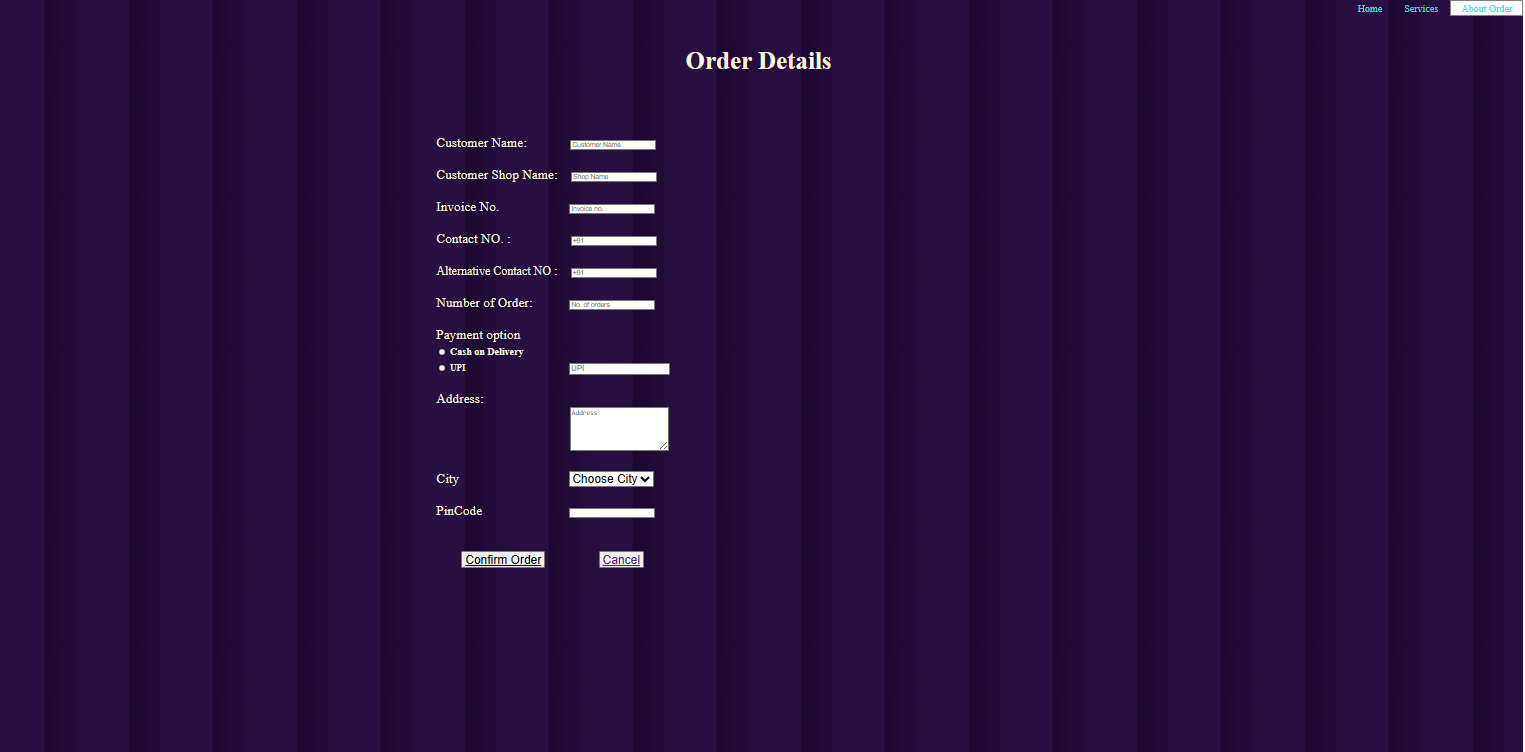 Home Services About Order
Order Details
Customer Name: Customer Name
Customer Shop Name: Shop Name
Invoice No. Invoice no.
Contact NO. : +91
Alternative Contact NO : +91
Number of Order: No. of orders
Payment option
Cash on Delivery
UPI UPI
Address:
Address
City Choose City
PinCode
Confirm Order Cancel